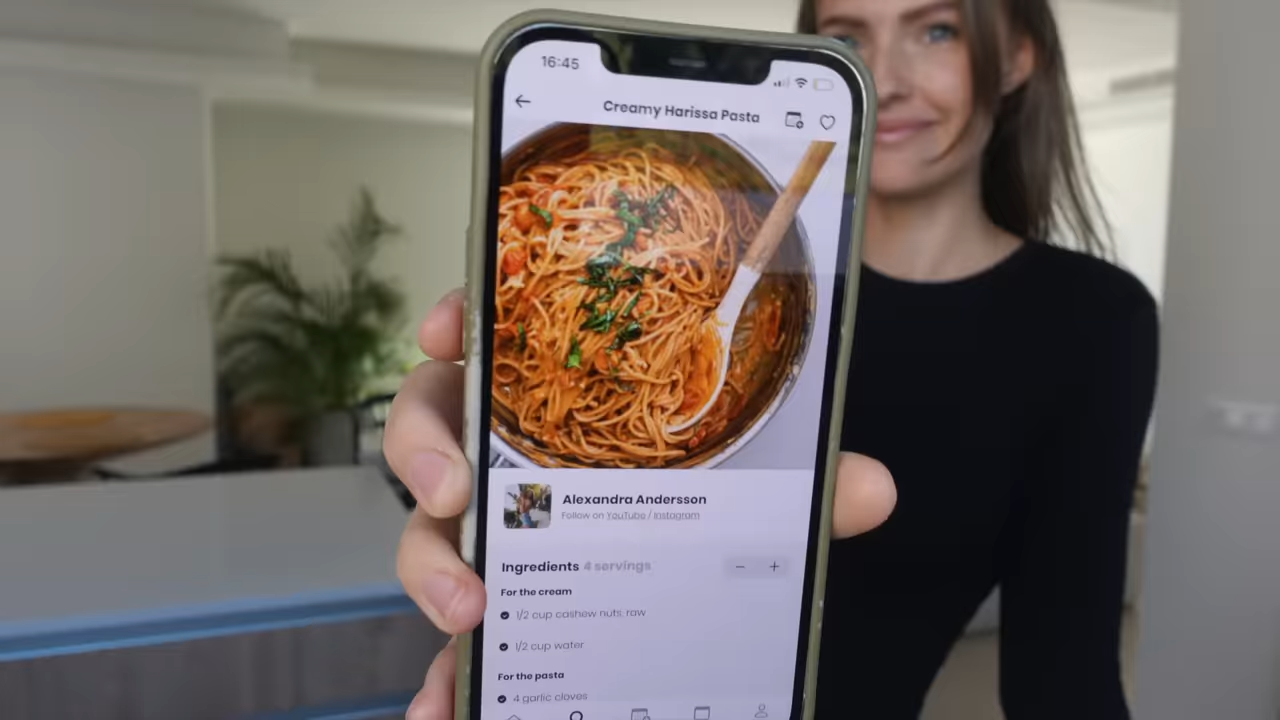 16:45
Creamy Harissa Pasta
Alexandra Andersson
Follow on YouTube / Instagram
Ingredients 4 servings
For the cream
1/2 cup cashew nuts, raw
1/2 cup water
For the pasta
4 garlic cloves